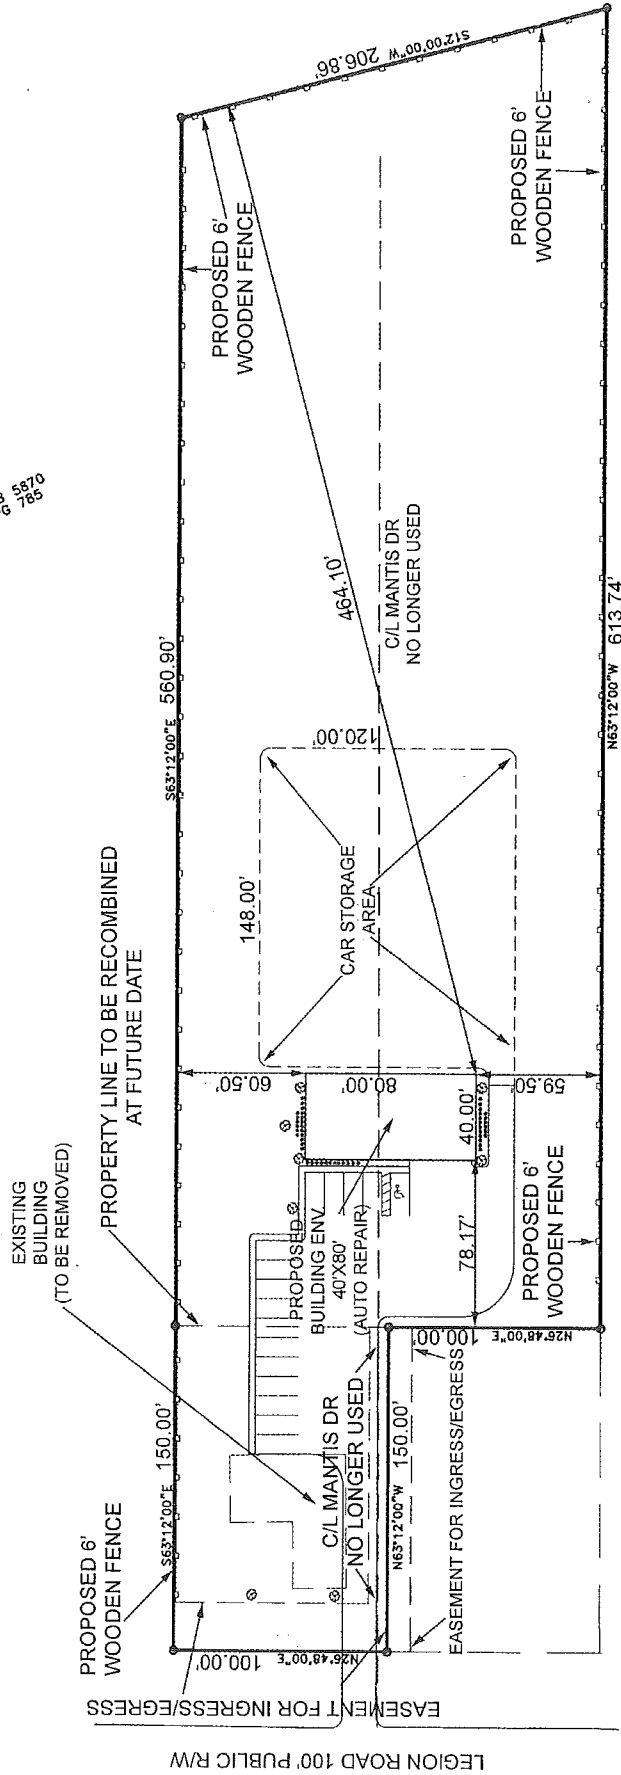 5870
785
S12°00'00"W 206.86'
PROPOSED 6'
WOODEN FENCE
PROPOSED 6'
WOODEN FENCE
S63°12'00"E 560.90'
464.10'
C/L MANTIS DR
NO LONGER USED
N63°12'00"W 613.74'
120.00'
148.00'
CAR STORAGE
AREA
PROPERTY LINE TO BE RECOMBINED
AT FUTURE DATE
EXISTING
BUILDING
(TO BE REMOVED)
60.50'
80.00'
59.50'
40.00'
78.17'
PROPOSED
BUILDING ENV.
40'X80'
(AUTO REPAIR)
PROPOSED 6'
WOODEN FENCE
PROPOSED 6'
WOODEN FENCE
S63°12'00"E 150.00'
C/L MANTIS DR
NO LONGER USED
N63°12'00"W 150.00'
N26°48'00"E
100.00'
EASEMENT FOR INGRESS/EGRESS
N26°48'00"E
100.00'
EASEMENT FOR INGRESS/EGRESS
LEGION ROAD 100' PUBLIC R/W